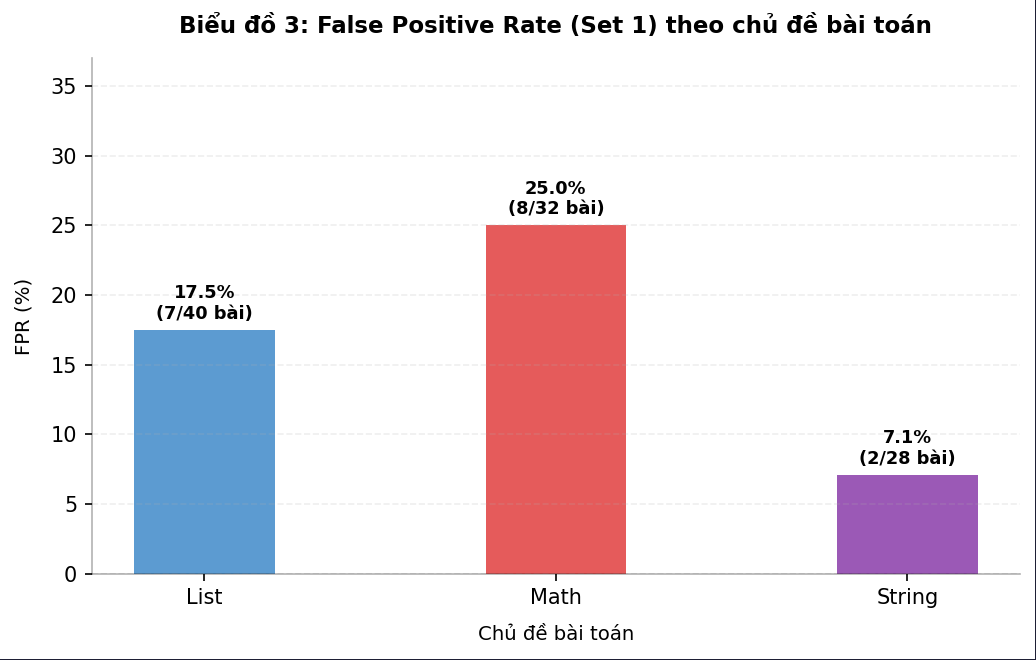 Biểu đồ 3: False Positive Rate (Set 1) theo chủ đề bài toán
FPR (%)
35
30
25
20
15
10
5
0
17.5%
(7/40 bài)
25.0%
(8/32 bài)
7.1%
(2/28 bài)
List
Math
String
Chủ đề bài toán